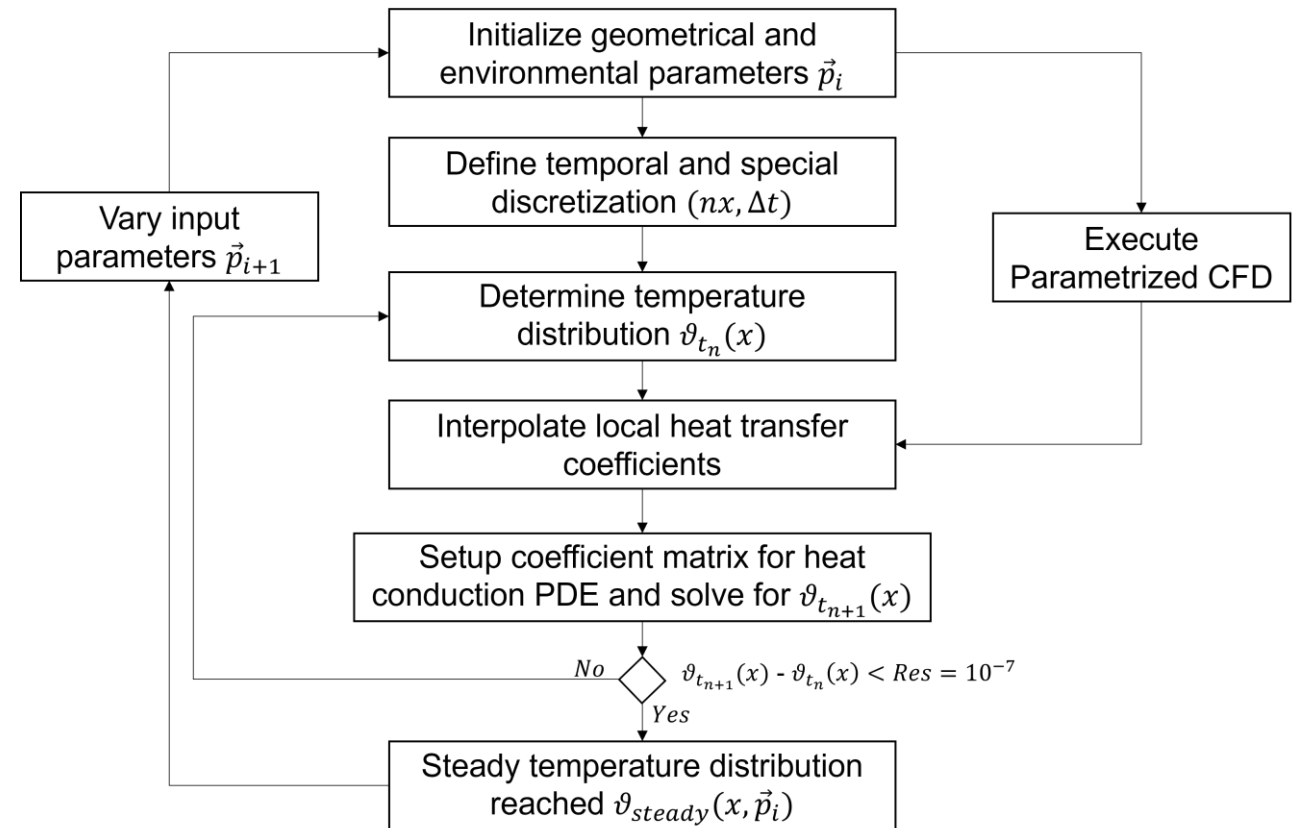 Initialize geometrical and
environmental parameters $\vec{p}_i$
Define temporal and special
discretization $(nx, \Delta t)$
Vary input
parameters $\vec{p}_{i+1}$
Execute
Parametrized CFD
Determine temperature
distribution $\vartheta_{t_n}(x)$
Interpolate local heat transfer
coefficients
Setup coefficient matrix for heat
conduction PDE and solve for $\vartheta_{t_{n+1}}(x)$
No
$\vartheta_{t_{n+1}}(x)$ - $\vartheta_{t_n}(x) < Res = 10^{-7}$
Yes
Steady temperature distribution
reached $\vartheta_{steady}(x, \vec{p}_i)$